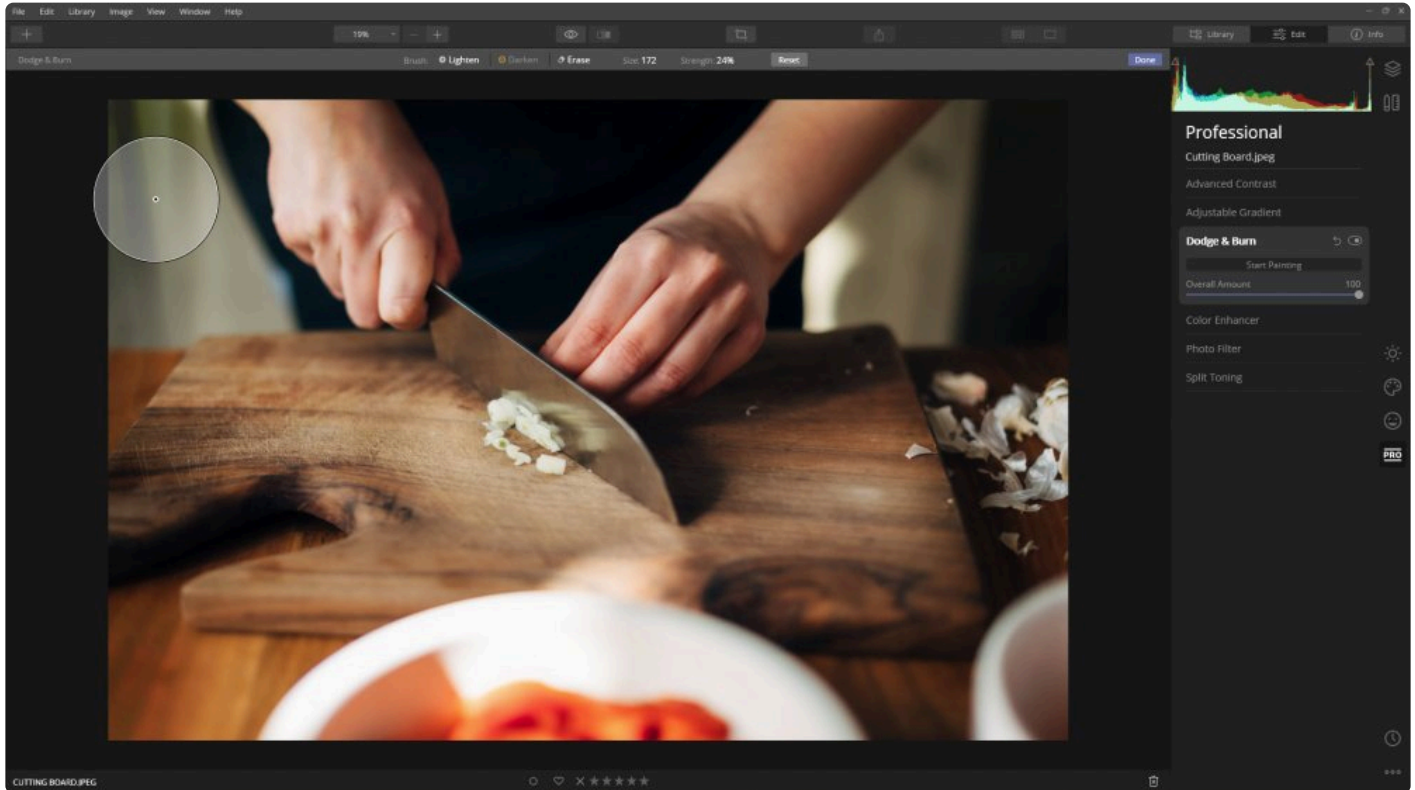 File Edit Library Image View Window Help
19%
Library Edit Info
Dodge & Burn Brush: Lighten Darken Erase Size: 172 Strength: 24% Reset Done
Professional
Cutting Board.jpeg
Advanced Contrast
Adjustable Gradient
Dodge & Burn
Start Painting
Overall Amount 100
Color Enhancer
Photo Filter
Split Toning
PRO
CUTTING BOARD.JPEG